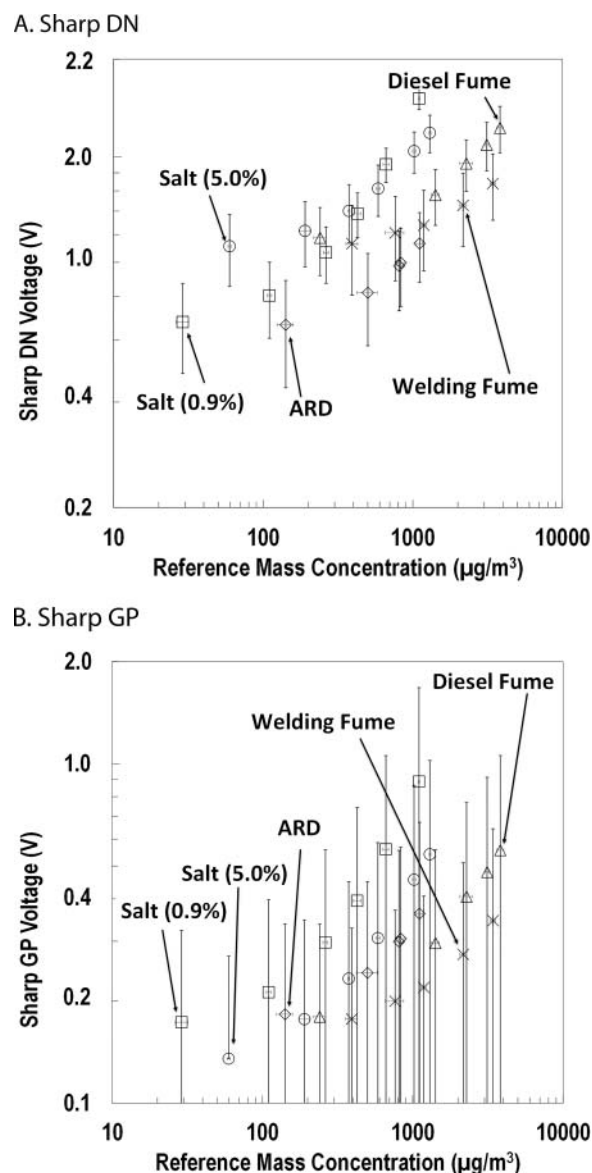 A. Sharp DN
2.2
Diesel Fume
2.0
Salt (5.0%)
1.0
Sharp DN Voltage (V)
Welding Fume
Salt (0.9%)
ARD
0.4
0.2
10
100
1000
10000
Reference Mass Concentration (µg/m³)
B. Sharp GP
2.0
Diesel Fume
Welding Fume
1.0
ARD
Salt (5.0%)
Salt (0.9%)
0.4
Sharp GP Voltage (V)
0.2
0.1
10
100
1000
10000
Reference Mass Concentration (µg/m³)